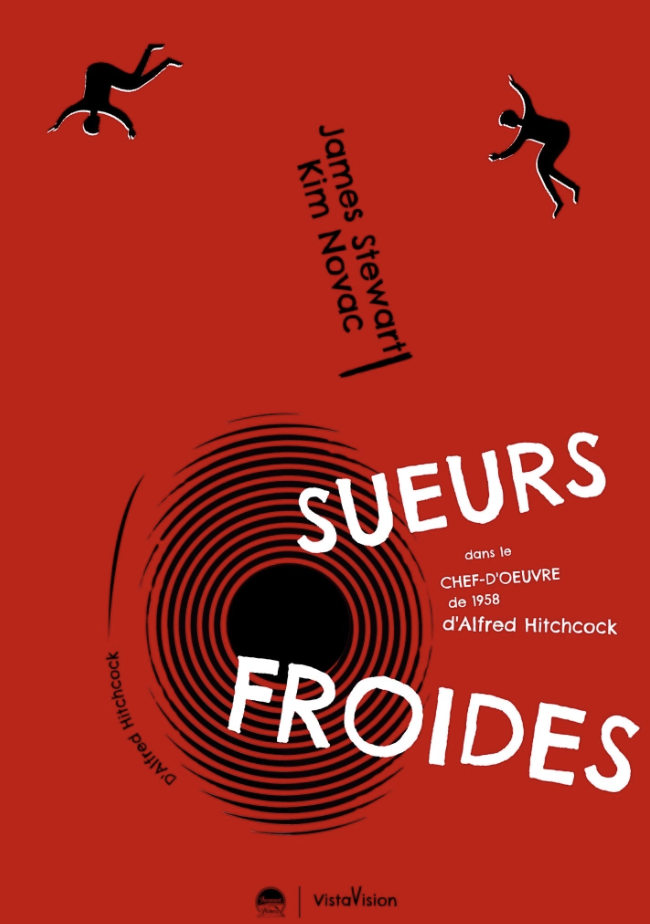 James Stewart
Kim Novac
SUEURS
dans le
CHEF-D'OEUVRE
de 1958
d'Alfred Hitchcock
FROIDES
D'Alfred Hitchcock
VistaVision